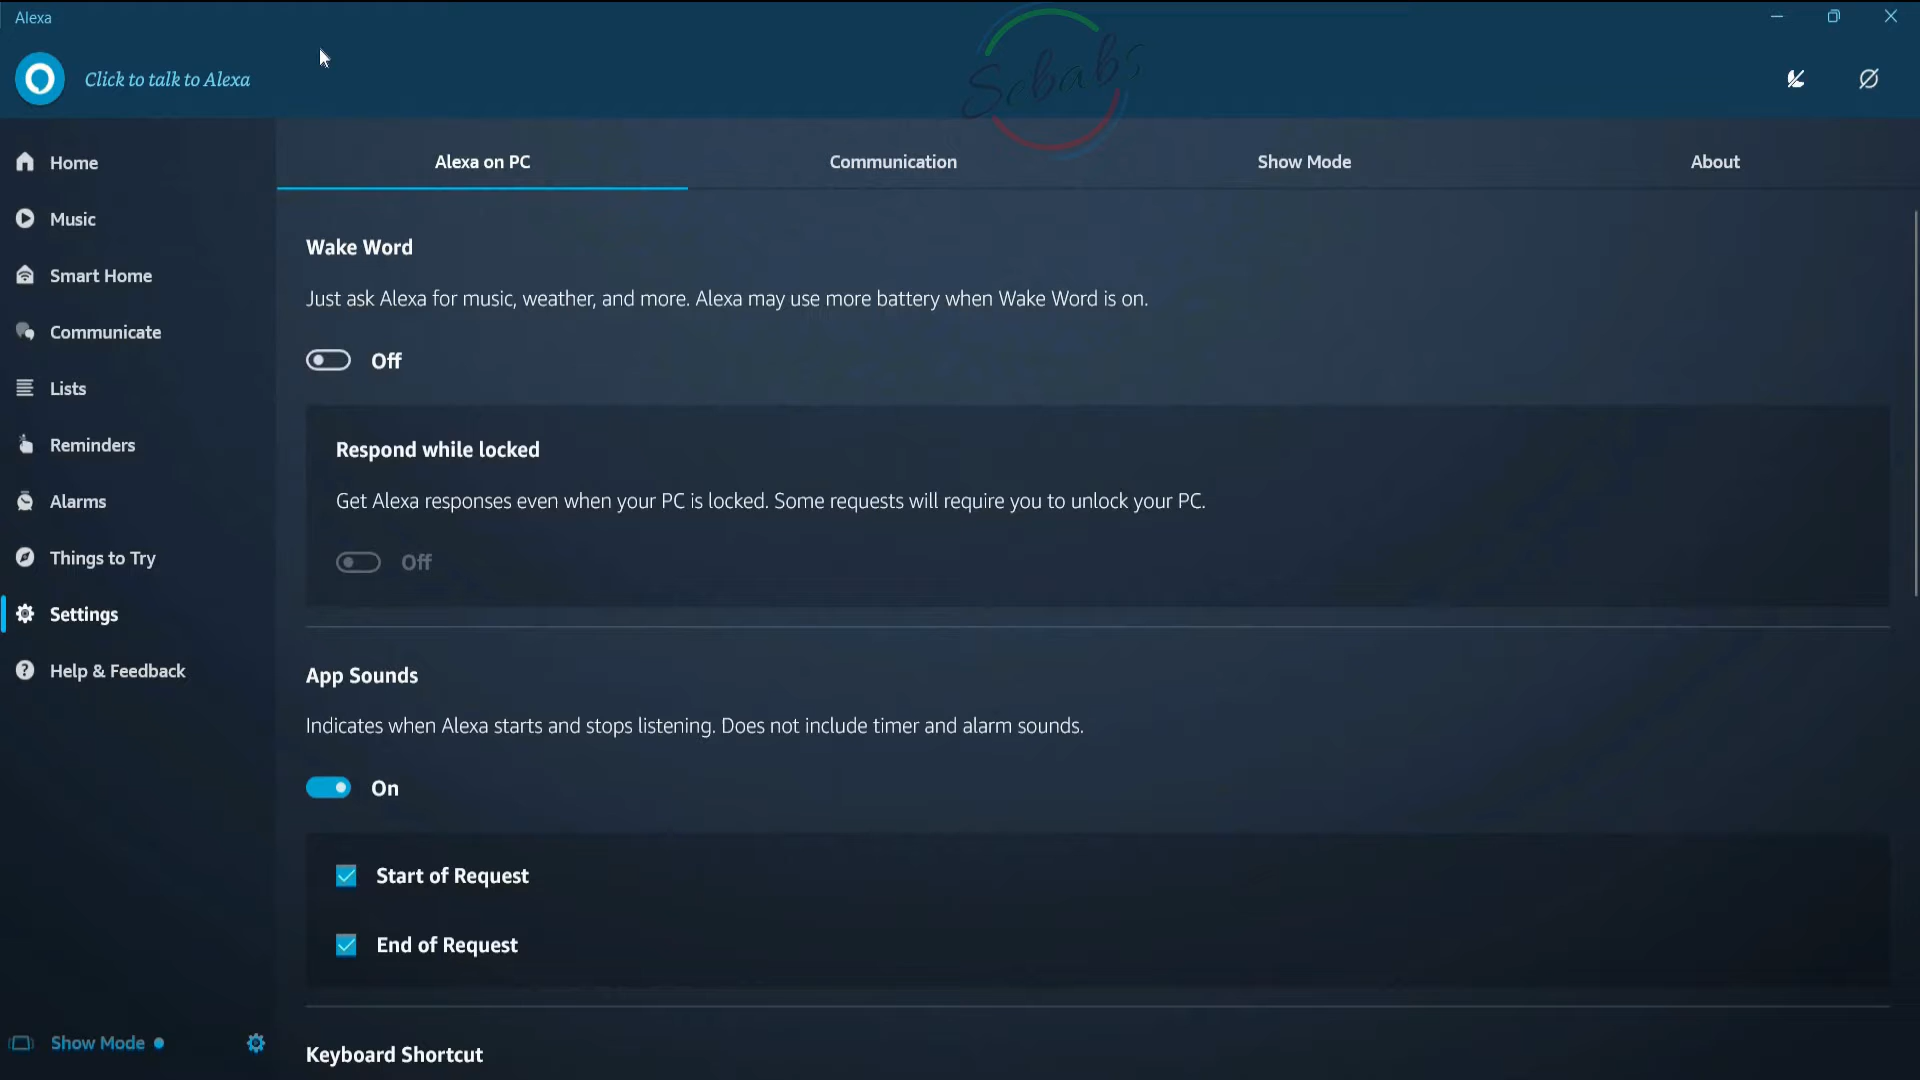 Alexa
Click to talk to Alexa
Scbabs
Home
Music
Smart Home
Communicate
Lists
Reminders
Alarms
Things to Try
Settings
Help & Feedback
Show Mode
Alexa on PC
Communication
Show Mode
About
Wake Word
Just ask Alexa for music, weather, and more. Alexa may use more battery when Wake Word is on.
Off
Respond while locked
Get Alexa responses even when your PC is locked. Some requests will require you to unlock your PC.
Off
App Sounds
Indicates when Alexa starts and stops listening. Does not include timer and alarm sounds.
On
Start of Request
End of Request
Keyboard Shortcut